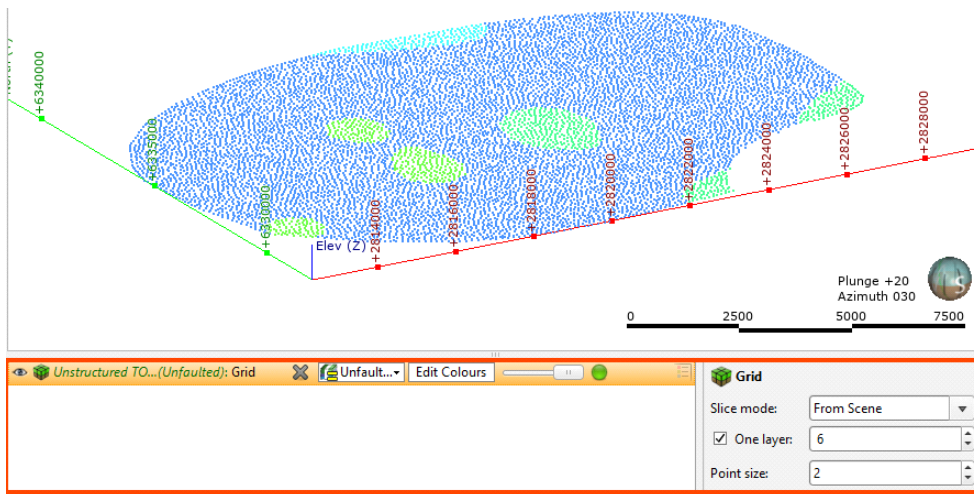 North (Y)
+6340000
+6335000
+6330000
Elev (Z)
+2814000
+2816000
+2818000
+2820000
+2822000
+2824000
+2826000
+2828000
Plunge +20
Azimuth 030
S
0 2500 5000 7500
Unstructured TO...(Unfaulted): Grid
Unfault...
Edit Colours
Grid
Slice mode: From Scene
One layer: 6
Point size: 2